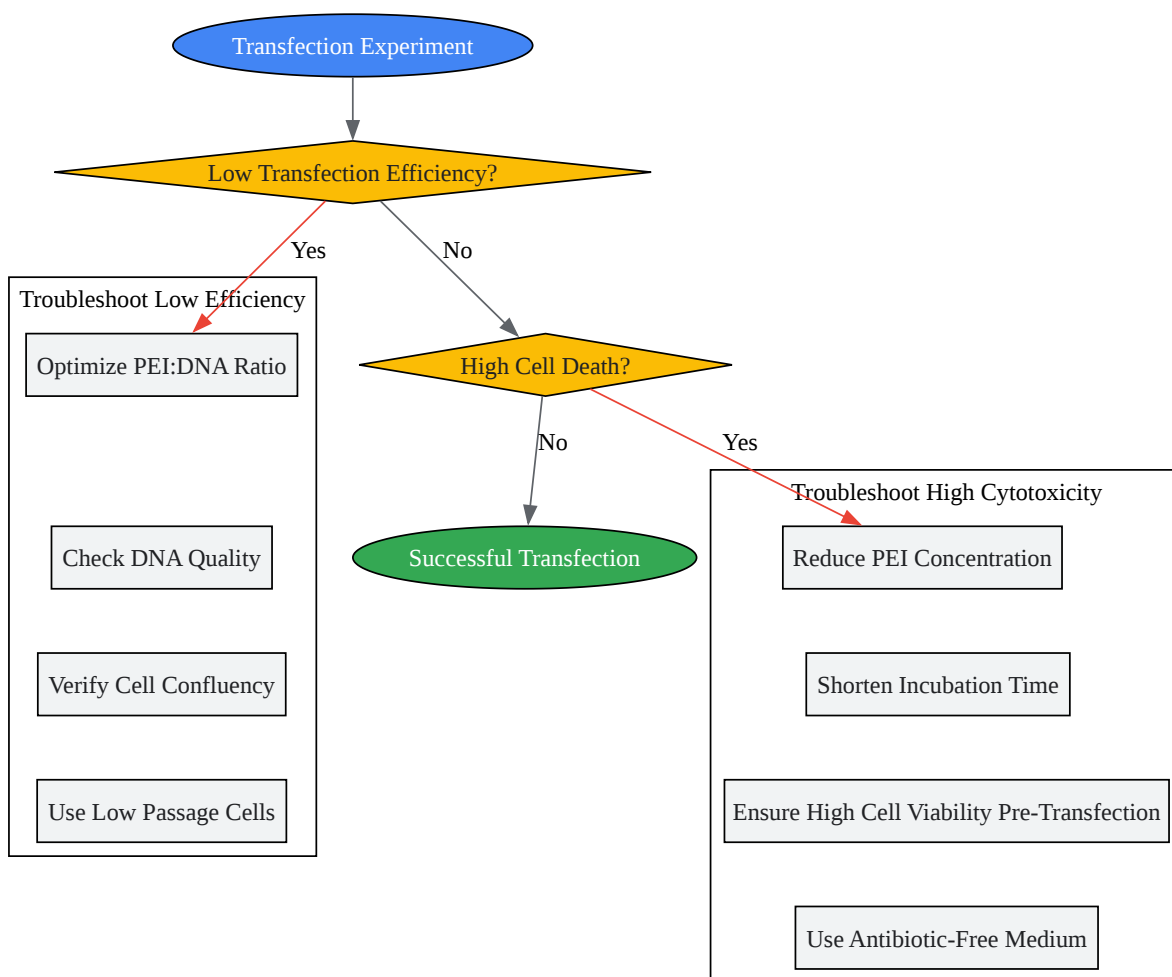 Transfection Experiment
Low Transfection Efficiency?
Yes
No
Troubleshoot Low Efficiency
Optimize PEI:DNA Ratio
Check DNA Quality
Verify Cell Confluency
Use Low Passage Cells
High Cell Death?
No
Yes
Successful Transfection
Troubleshoot High Cytotoxicity
Reduce PEI Concentration
Shorten Incubation Time
Ensure High Cell Viability Pre-Transfection
Use Antibiotic-Free Medium